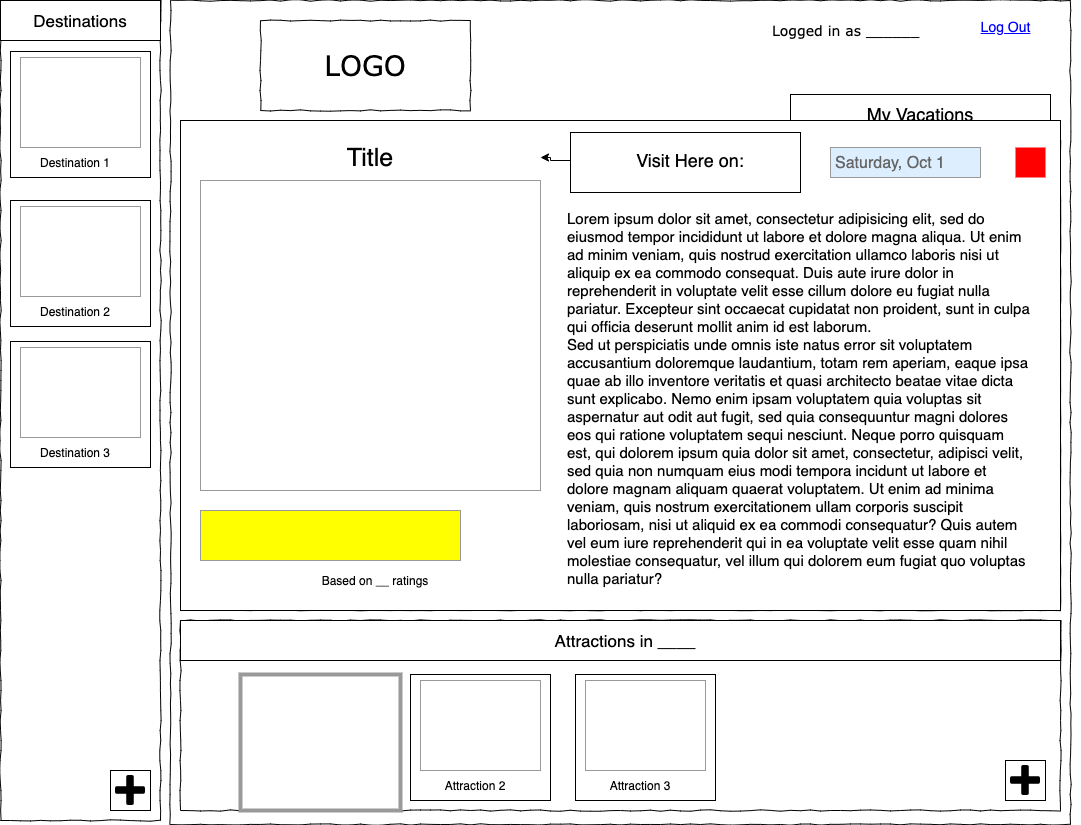 Destinations
Destination 1
Destination 2
Destination 3
LOGO
Logged in as ______
Log Out
My Vacations
Title
Visit Here on:
Saturday, Oct 1
Lorem ipsum dolor sit amet, consectetur adipisicing elit, sed do
eiusmod tempor incididunt ut labore et dolore magna aliqua. Ut enim
ad minim veniam, quis nostrud exercitation ullamco laboris nisi ut
aliquip ex ea commodo consequat. Duis aute irure dolor in
reprehenderit in voluptate velit esse cillum dolore eu fugiat nulla
pariatur. Excepteur sint occaecat cupidatat non proident, sunt in culpa
qui officia deserunt mollit anim id est laborum.
Sed ut perspiciatis unde omnis iste natus error sit voluptatem
accusantium doloremque laudantium, totam rem aperiam, eaque ipsa
quae ab illo inventore veritatis et quasi architecto beatae vitae dicta
sunt explicabo. Nemo enim ipsam voluptatem quia voluptas sit
aspernatur aut odit aut fugit, sed quia consequuntur magni dolores
eos qui ratione voluptatem sequi nesciunt. Neque porro quisquam
est, qui dolorem ipsum quia dolor sit amet, consectetur, adipisci velit,
sed quia non numquam eius modi tempora incidunt ut labore et
dolore magnam aliquam quaerat voluptatem. Ut enim ad minima
veniam, quis nostrum exercitationem ullam corporis suscipit
laboriosam, nisi ut aliquid ex ea commodi consequatur? Quis autem
vel eum iure reprehenderit qui in ea voluptate velit esse quam nihil
molestiae consequatur, vel illum qui dolorem eum fugiat quo voluptas
nulla pariatur?
Based on __ ratings
Attractions in ____
Attraction 2
Attraction 3